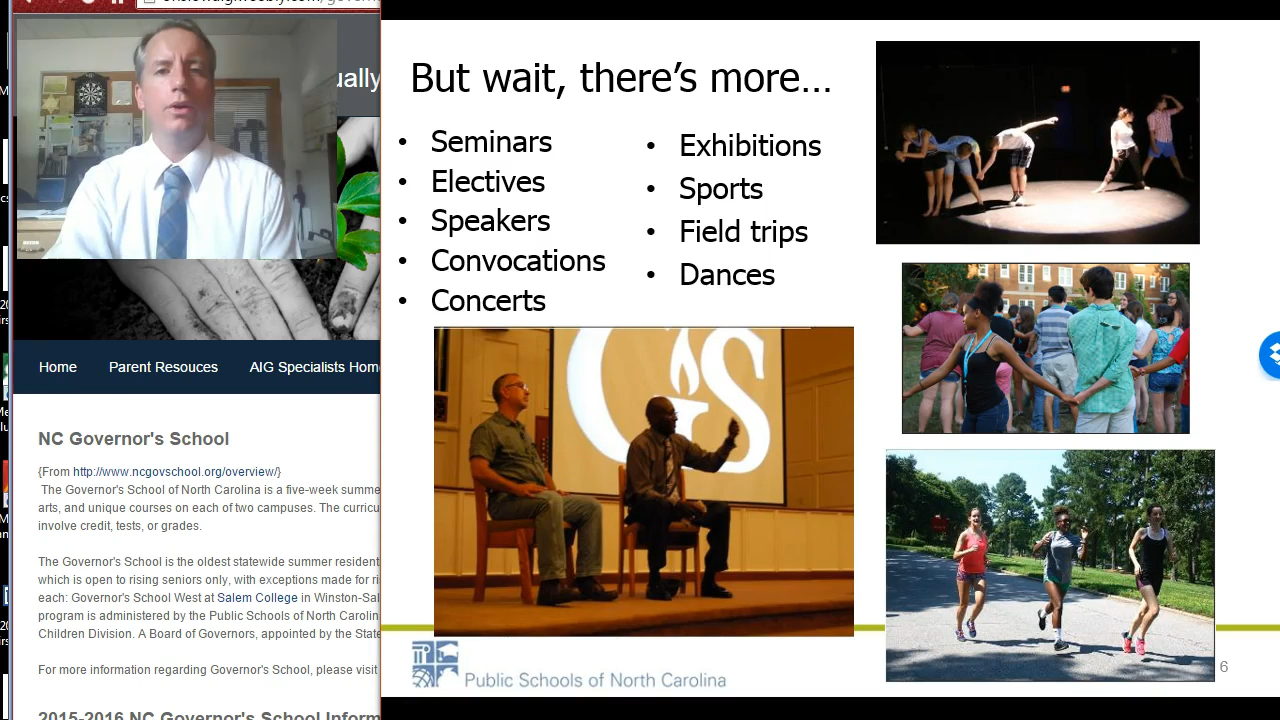 ually
Home Parent Resouces AIG Specialists Hom
NC Governor's School
{From http://www.ncgovschool.org/overview/}
The Governor's School of North Carolina is a five-week summe
arts, and unique courses on each of two campuses. The curricu
involve credit, tests, or grades.
The Governor's School is the oldest statewide summer resident
which is open to rising seniors only, with exceptions made for ri
each: Governor's School West at Salem College in Winston-Sal
program is administered by the Public Schools of North Carolin
Children Division. A Board of Governors, appointed by the State
For more information regarding Governor's School, please visit
2015-2016 NC Governor's School Inform
But wait, there's more...
• Seminars
• Electives
• Speakers
• Convocations
• Concerts
• Exhibitions
• Sports
• Field trips
• Dances
GS
Public Schools of North Carolina
6